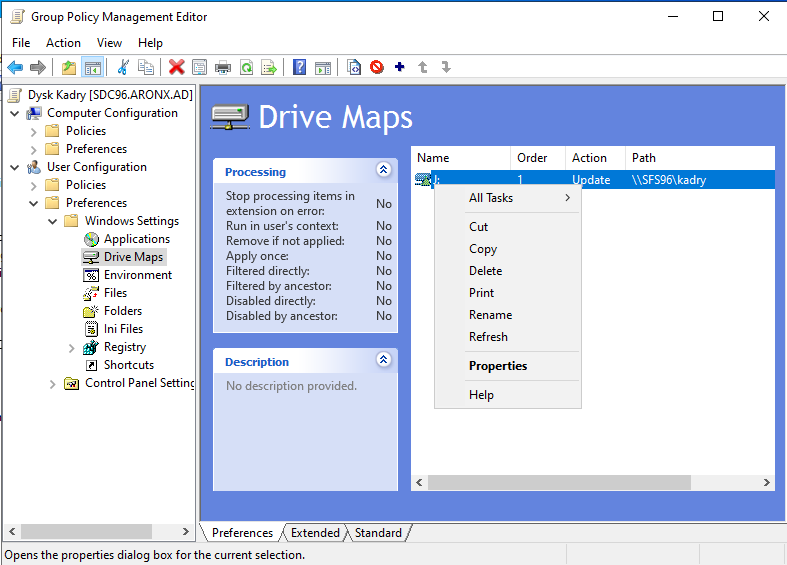 Group Policy Management Editor
File Action View Help
Dysk Kadry [SDC96.ARONX.AD]
Computer Configuration
Policies
Preferences
User Configuration
Policies
Preferences
Windows Settings
Applications
Drive Maps
Environment
Files
Folders
Ini Files
Registry
Shortcuts
Control Panel Setting
Drive Maps
Processing
Stop processing items in extension on error: No
Run in user's context: No
Remove if not applied: No
Apply once: No
Filtered directly: No
Filtered by ancestor: No
Disabled directly: No
Disabled by ancestor: No
Description
No description provided.
Name Order Action Path
1 Update \\SFS96\kadry
All Tasks
Cut
Copy
Delete
Print
Rename
Refresh
Properties
Help
Preferences Extended Standard
Opens the properties dialog box for the current selection.